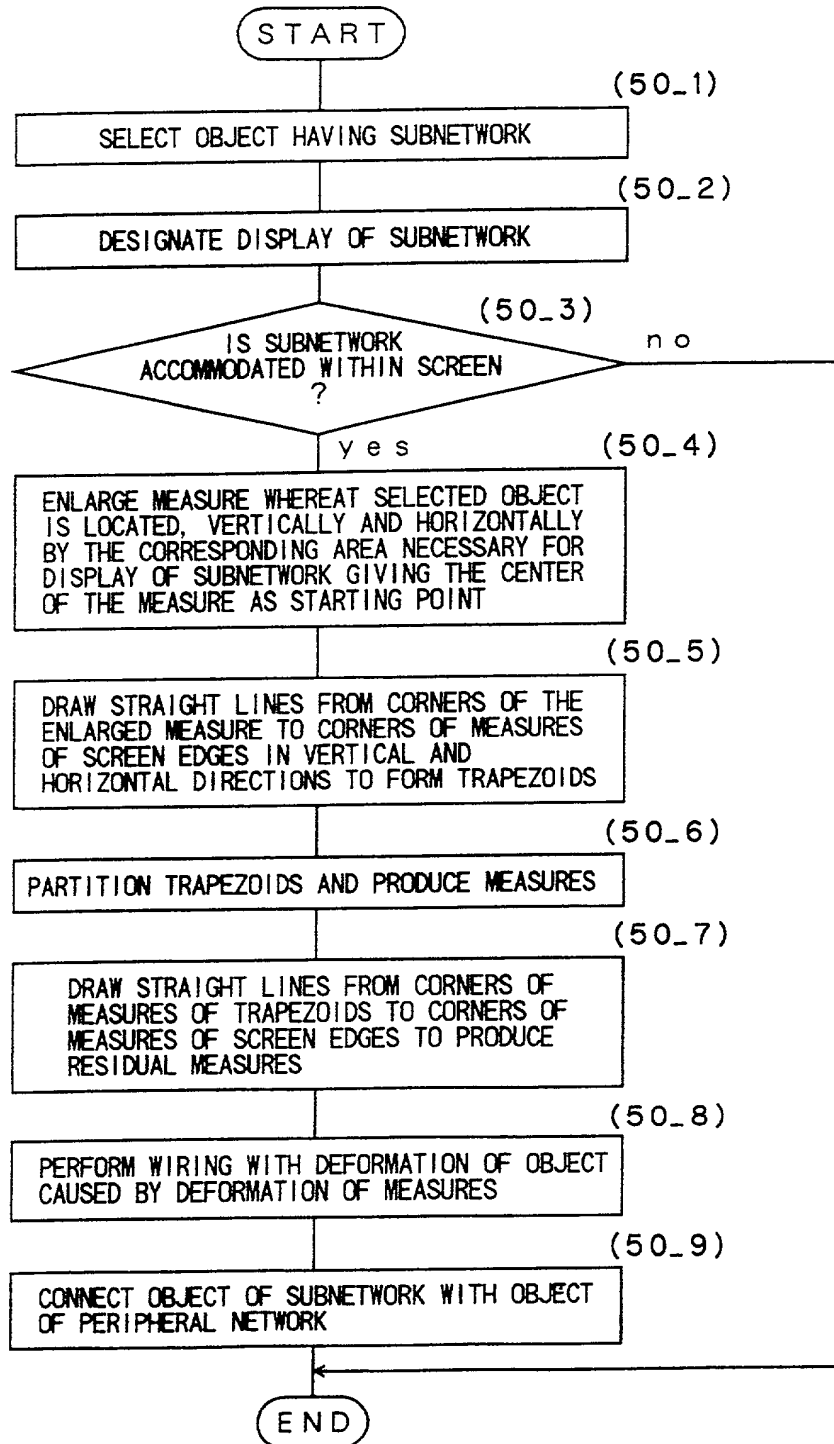 START
(50_1)
SELECT OBJECT HAVING SUBNETWORK
(50_2)
DESIGNATE DISPLAY OF SUBNETWORK
(50_3)
IS SUBNETWORK
ACCOMMODATED WITHIN SCREEN
?
no
yes
(50_4)
ENLARGE MEASURE WHEREAT SELECTED OBJECT
IS LOCATED, VERTICALLY AND HORIZONTALLY
BY THE CORRESPONDING AREA NECESSARY FOR
DISPLAY OF SUBNETWORK GIVING THE CENTER
OF THE MEASURE AS STARTING POINT
(50_5)
DRAW STRAIGHT LINES FROM CORNERS OF THE
ENLARGED MEASURE TO CORNERS OF MEASURES
OF SCREEN EDGES IN VERTICAL AND
HORIZONTAL DIRECTIONS TO FORM TRAPEZOIDS
(50_6)
PARTITION TRAPEZOIDS AND PRODUCE MEASURES
(50_7)
DRAW STRAIGHT LINES FROM CORNERS OF
MEASURES OF TRAPEZOIDS TO CORNERS OF
MEASURES OF SCREEN EDGES TO PRODUCE
RESIDUAL MEASURES
(50_8)
PERFORM WIRING WITH DEFORMATION OF OBJECT
CAUSED BY DEFORMATION OF MEASURES
(50_9)
CONNECT OBJECT OF SUBNETWORK WITH OBJECT
OF PERIPHERAL NETWORK
END